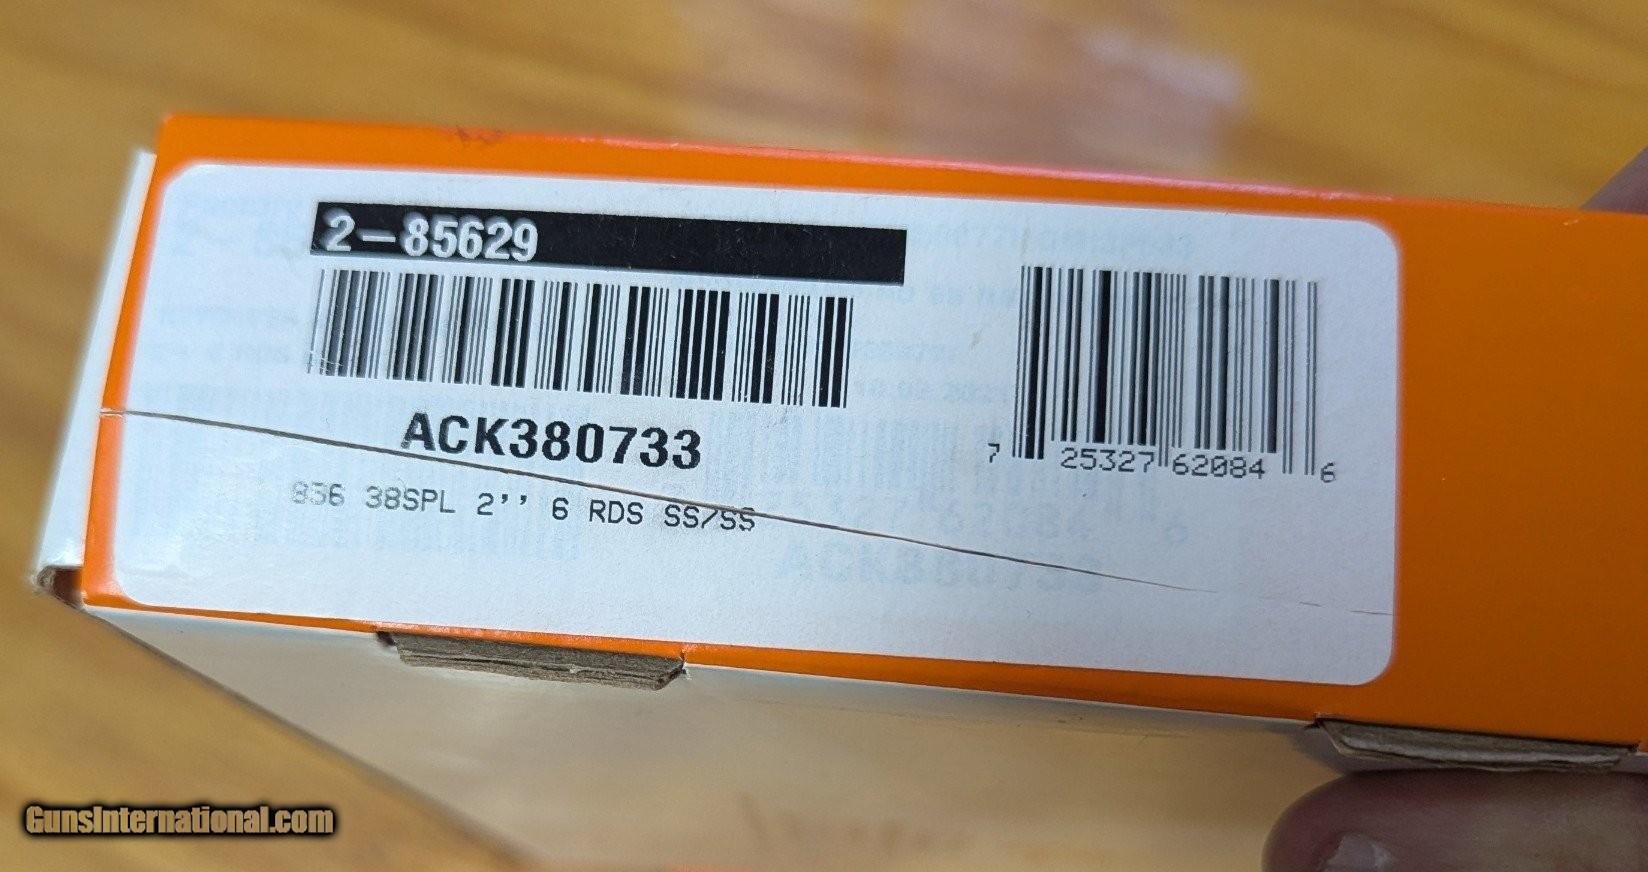 2-85629
ACK380733
856 38SPL 2'' 6 RDS SS/SS
7 25327 62084 6
GunsInternational.com